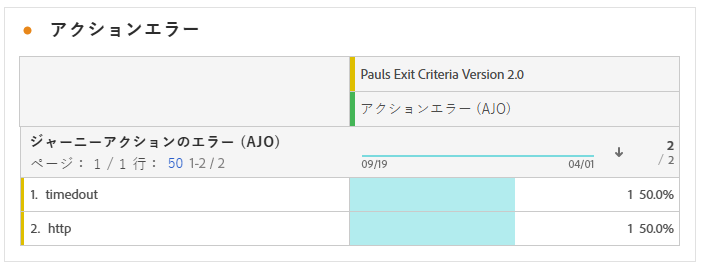 アクションエラー
Pauls Exit Criteria Version 2.0
アクションエラー (AJO)
ジャーニーアクションのエラー (AJO)
ページ： 1 / 1 行： 50 1-2 / 2
09/19
04/01
2
/ 2
1. timedout 1 50.0%
2. http 1 50.0%